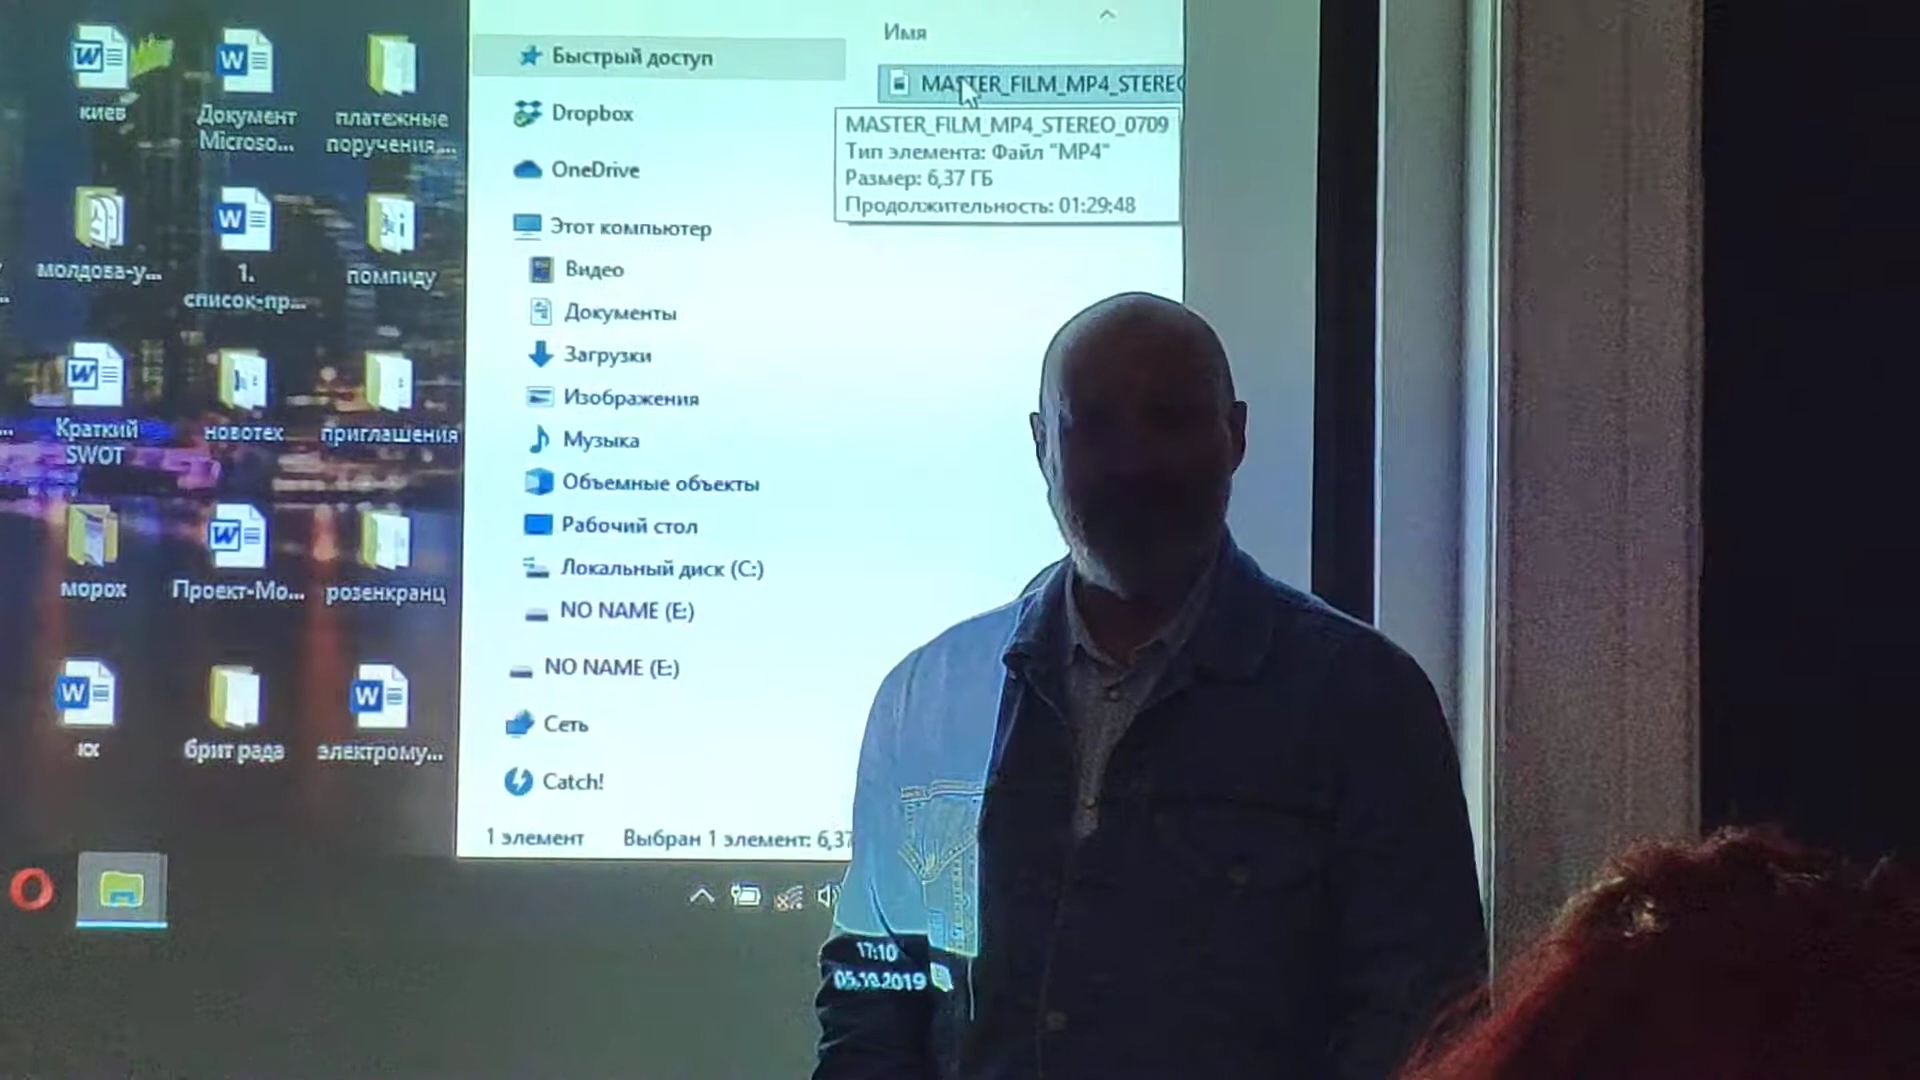 киев
Документ
Microso...
платежные
поручения,...
молдова-у...
1.
список-пр...
помпиду
Краткий
SWOT
новотех
приглашения
морох
Проект-Мо...
розенкранц
юх
брит рада
электрому...
Быстрый доступ
Dropbox
OneDrive
Этот компьютер
Видео
Документы
Загрузки
Изображения
Музыка
Объемные объекты
Рабочий стол
Локальный диск (C:)
NO NAME (E:)
NO NAME (E:)
Сеть
Catch!
1 элемент
Выбран 1 элемент: 6,37
Имя
MASTER_FILM_MP4_STEREO
MASTER_FILM_MP4_STEREO_0709
Тип элемента: Файл "MP4"
Размер: 6,37 ГБ
Продолжительность: 01:29:48
17:10
05.10.2019